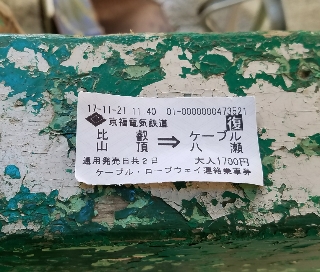 17-11-21 11 40 01-0000000473521
京福電気鉄道 復
比叡 ⇒ ケーブル
山頂 八瀬
通用発売日共2日 大人1700円
ケーブル・ロープウェイ連絡乗車券